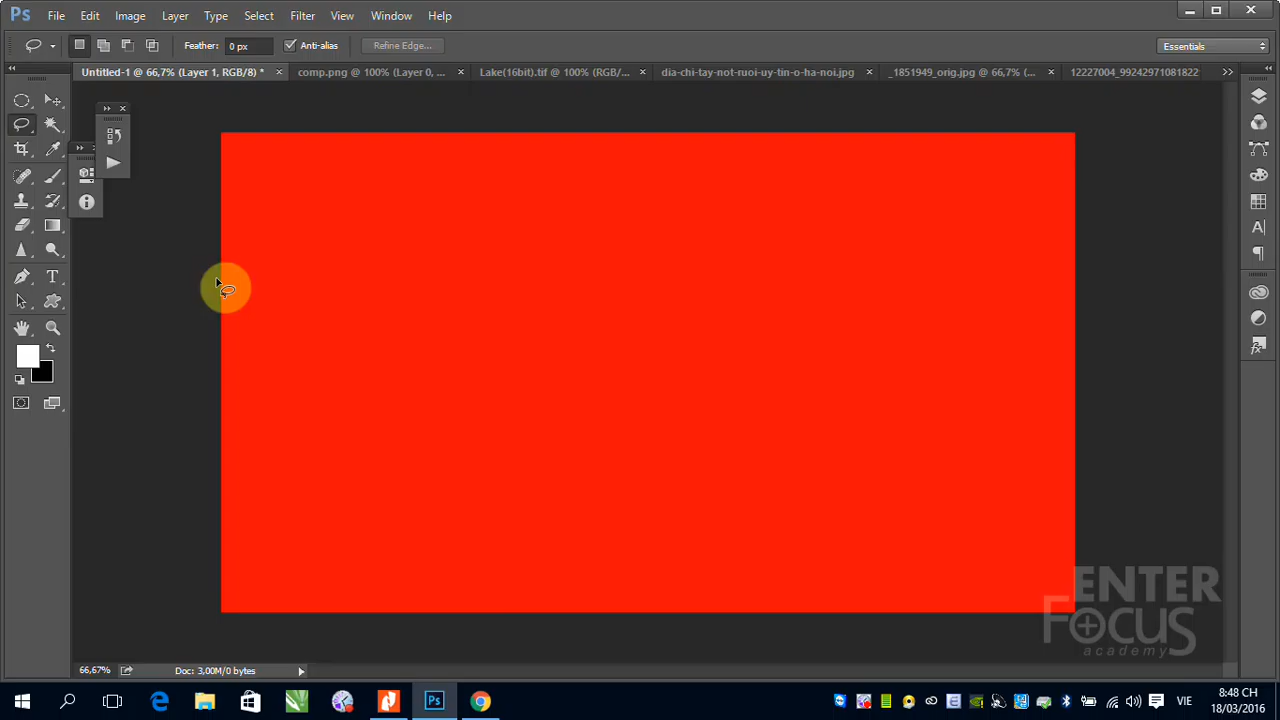 Ps File Edit Image Layer Type Select Filter View Window Help
Feather: 0 px Anti-alias Refine Edge... Essentials
Untitled-1 @ 66,7% (Layer 1, RGB/8) * comp.png @ 100% (Layer 0, ... Lake(16bit).tif @ 100% (RGB/... dia-chi-tay-not-ruoi-uy-tin-o-ha-noi.jpg _1851949_orig.jpg @ 66,7% (... 12227004_99242971081822
ENTER
FOCUS
academy
66,67% Doc: 3,00M/0 bytes
Ps VIE 8:48 CH
18/03/2016